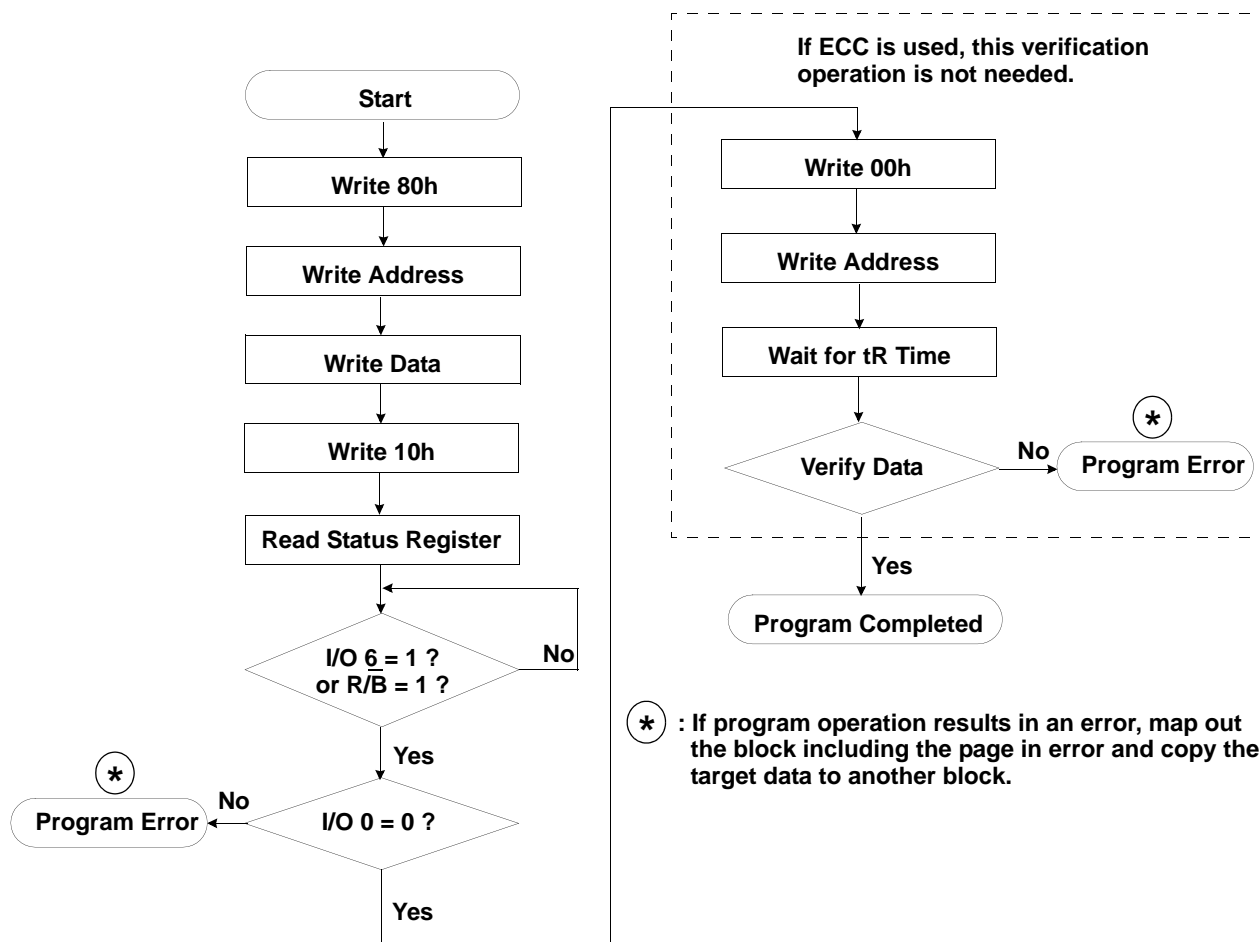 Start
Write 80h
Write Address
Write Data
Write 10h
Read Status Register
I/O 6 = 1 ?
or R/B̅ = 1 ?
No
Yes
*
No
Program Error
I/O 0 = 0 ?
Yes
If ECC is used, this verification
operation is not needed.
Write 00h
Write Address
Wait for tR Time
*
Verify Data
No
Program Error
Yes
Program Completed
* : If program operation results in an error, map out
the block including the page in error and copy the
target data to another block.